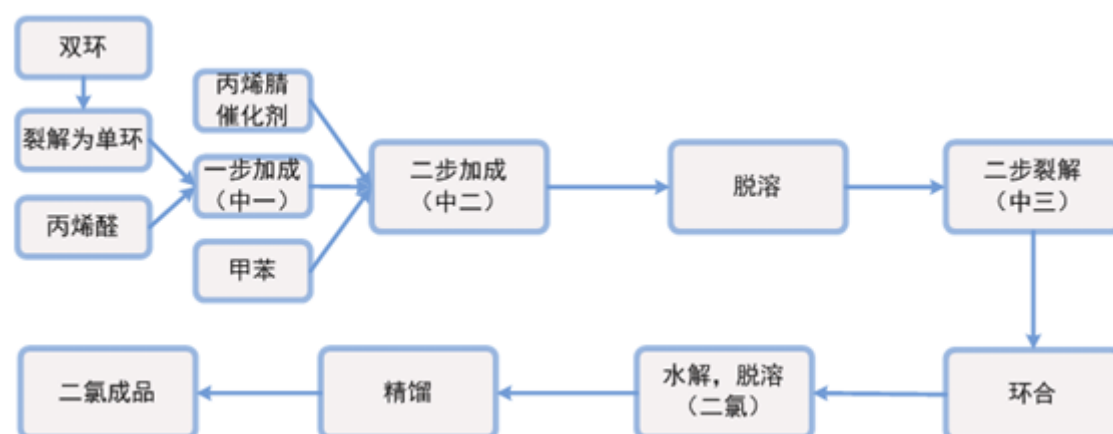 双环
裂解为单环
丙烯醛
丙烯腈
催化剂
一步加成
（中一）
甲苯
二步加成
（中二）
脱溶
二步裂解
（中三）
环合
水解，脱溶
（二氯）
精馏
二氯成品